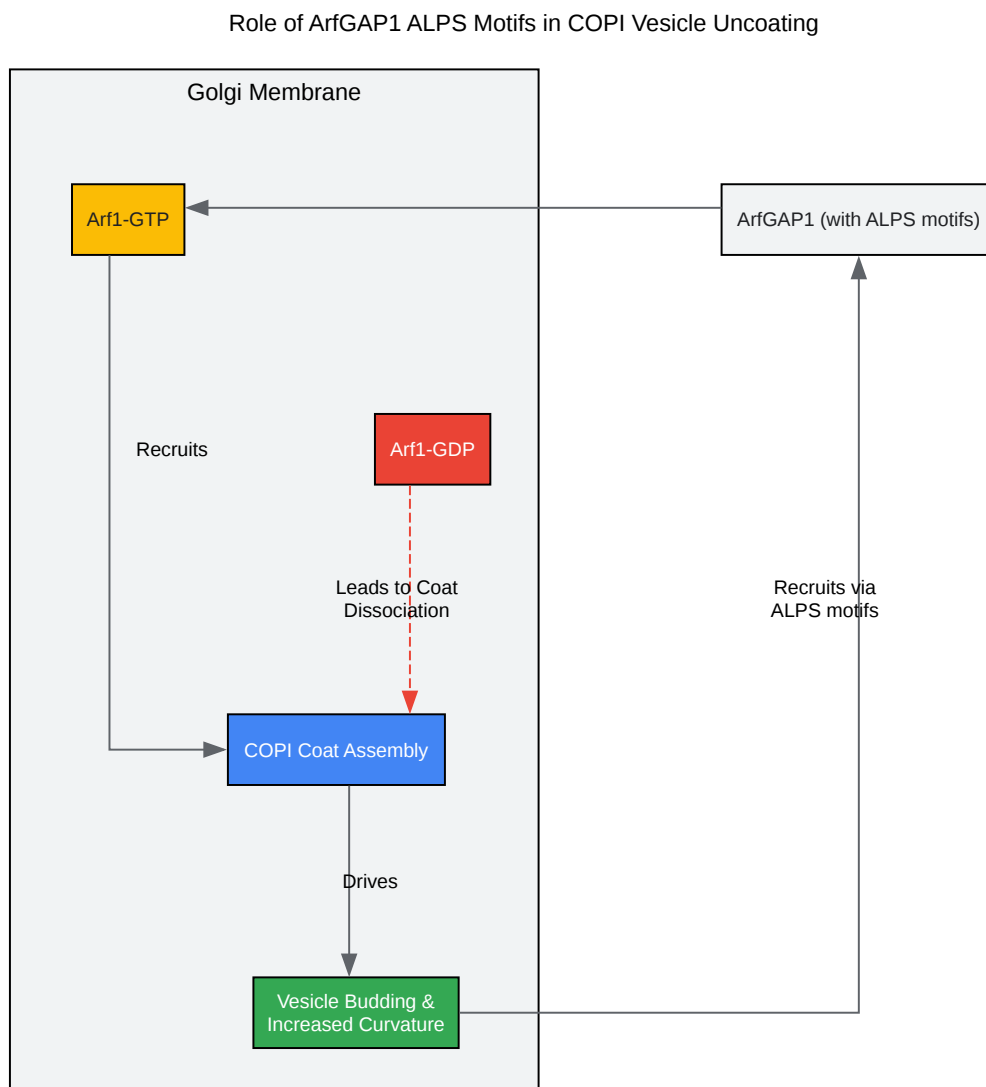 Role of ArfGAP1 ALPS Motifs in COPI Vesicle Uncoating
Golgi Membrane
Arf1-GTP
ArfGAP1 (with ALPS motifs)
Recruits
Arf1-GDP
Leads to Coat
Dissociation
Recruits via
ALPS motifs
COPI Coat Assembly
Drives
Vesicle Budding &
Increased Curvature